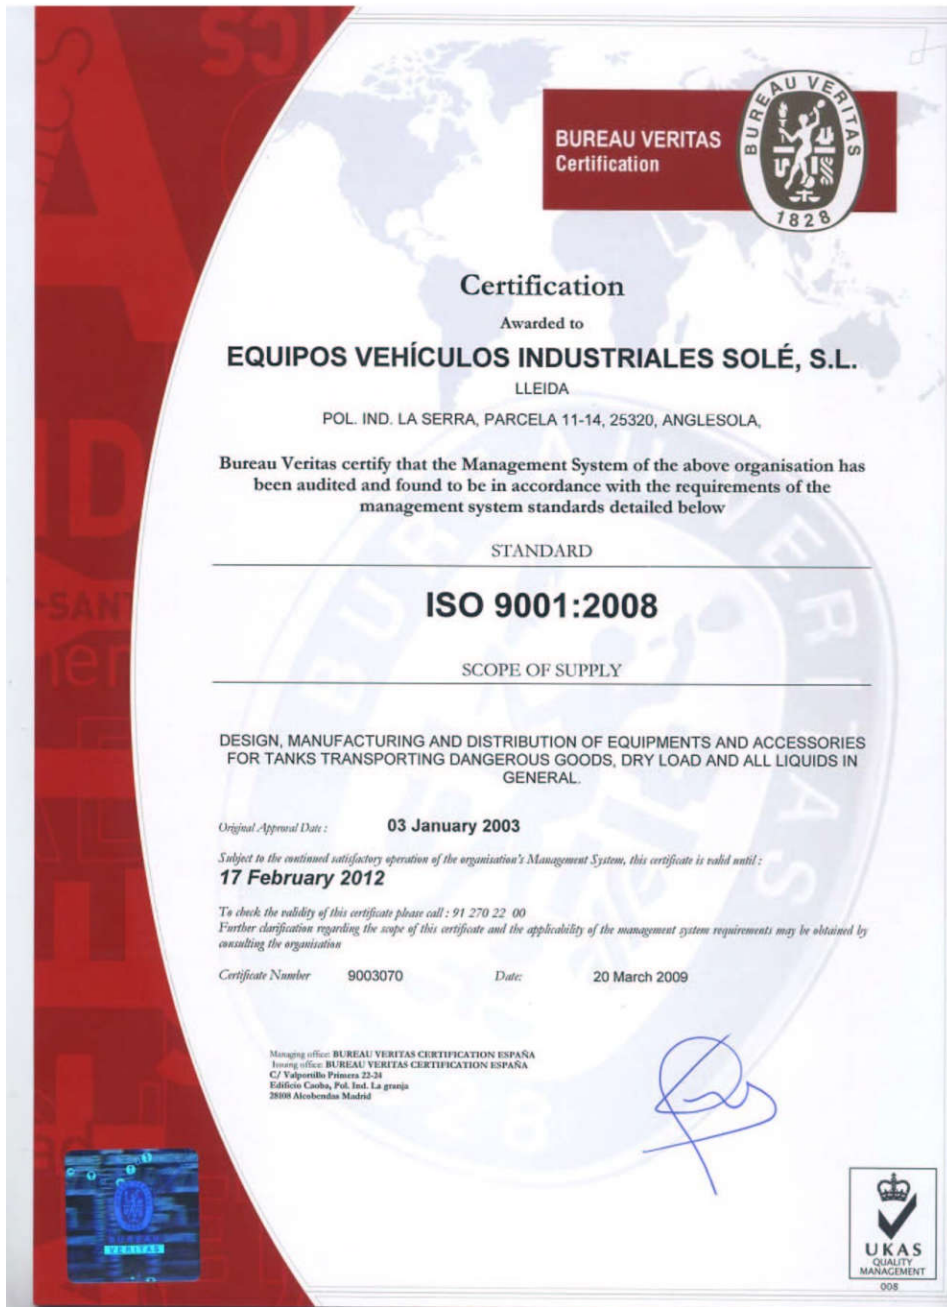 BUREAU VERITAS
Certification
BUREAU VERITAS
1828
Certification
Awarded to
EQUIPOS VEHÍCULOS INDUSTRIALES SOLÉ, S.L.
LLEIDA
POL. IND. LA SERRA, PARCELA 11-14, 25320, ANGLESOLA,
Bureau Veritas certify that the Management System of the above organisation has
been audited and found to be in accordance with the requirements of the
management system standards detailed below
STANDARD
ISO 9001:2008
SCOPE OF SUPPLY
DESIGN, MANUFACTURING AND DISTRIBUTION OF EQUIPMENTS AND ACCESSORIES
FOR TANKS TRANSPORTING DANGEROUS GOODS, DRY LOAD AND ALL LIQUIDS IN
GENERAL.
Original Approval Date : 03 January 2003
Subject to the continued satisfactory operation of the organisation's Management System, this certificate is valid until :
17 February 2012
To check the validity of this certificate please call : 91 270 22 00
Further clarification regarding the scope of this certificate and the applicability of the management system requirements may be obtained by
consulting the organisation
Certificate Number 9003070 Date: 20 March 2009
Managing office: BUREAU VERITAS CERTIFICATION ESPAÑA
Issuing office: BUREAU VERITAS CERTIFICATION ESPAÑA
C/ Valportillo Primera 22-24
Edificio Caoba, Pol. Ind. La granja
28108 Alcobendas Madrid
BUREAU
VERITAS
UKAS
QUALITY
MANAGEMENT
008